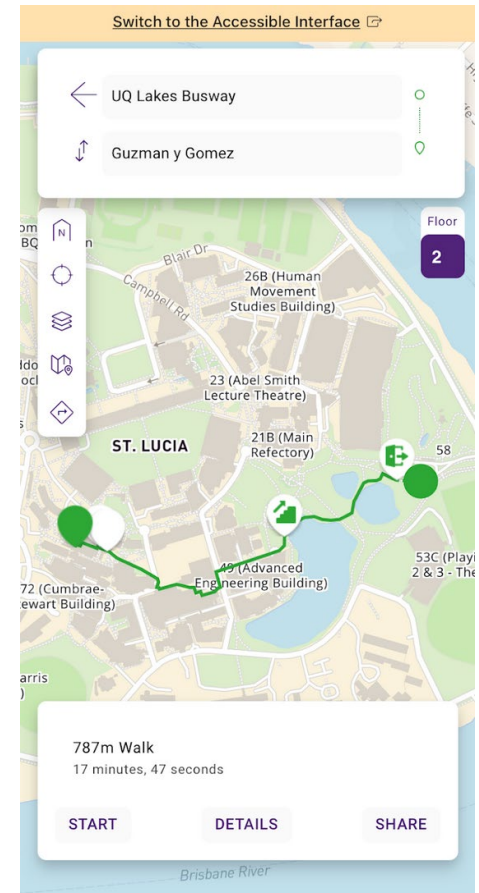 Switch to the Accessible Interface
UQ Lakes Busway
Guzman y Gomez
Floor
2
N
Blair Dr
Campbell Rd
26B (Human
Movement
Studies Building)
23 (Abel Smith
Lecture Theatre)
ST. LUCIA
21B (Main
Refectory)
58
49 (Advanced
Engineering Building)
53C (Playi
2 & 3 - The
72 (Cumbrae-
ewart Building)
arris
)
787m Walk
17 minutes, 47 seconds
START
DETAILS
SHARE
Brisbane River